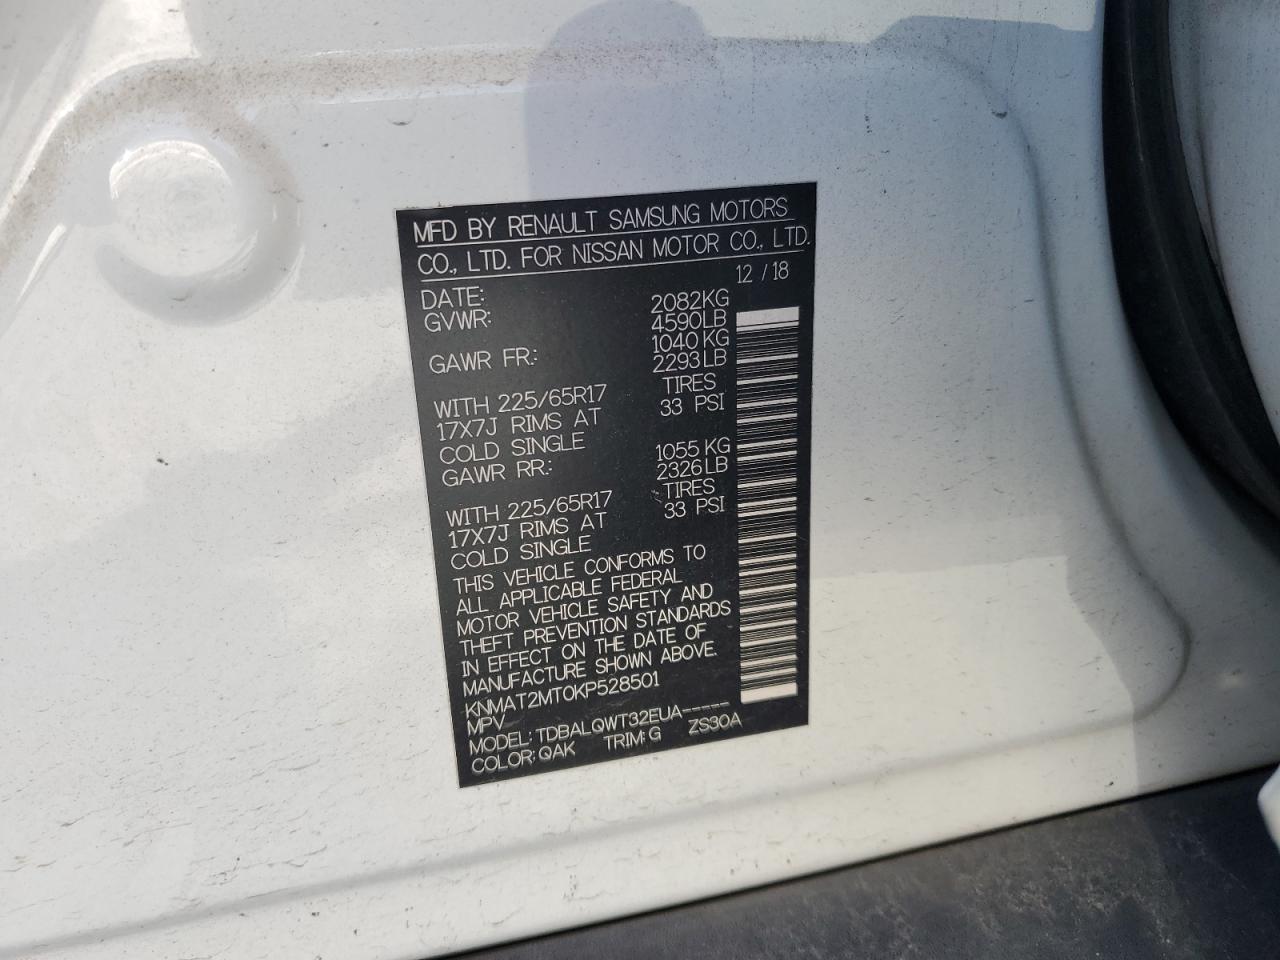 MFD BY RENAULT SAMSUNG MOTORS
CO., LTD. FOR NISSAN MOTOR CO., LTD.
DATE: 12 / 18
GVWR: 2082KG
4590LB
GAWR FR.: 1040KG
2293LB
WITH 225/65R17 TIRES
17X7J RIMS AT 33 PSI
COLD SINGLE
GAWR RR.: 1055KG
2326LB
WITH 225/65R17 TIRES
17X7J RIMS AT 33 PSI
COLD SINGLE
THIS VEHICLE CONFORMS TO
ALL APPLICABLE FEDERAL
MOTOR VEHICLE SAFETY AND
THEFT PREVENTION STANDARDS
IN EFFECT ON THE DATE OF
MANUFACTURE SHOWN ABOVE.
KNMAT2MT0KP528501
MPV
MODEL: TDBALQWT32EUA-----
COLOR: QAK TRIM: G ZS30A